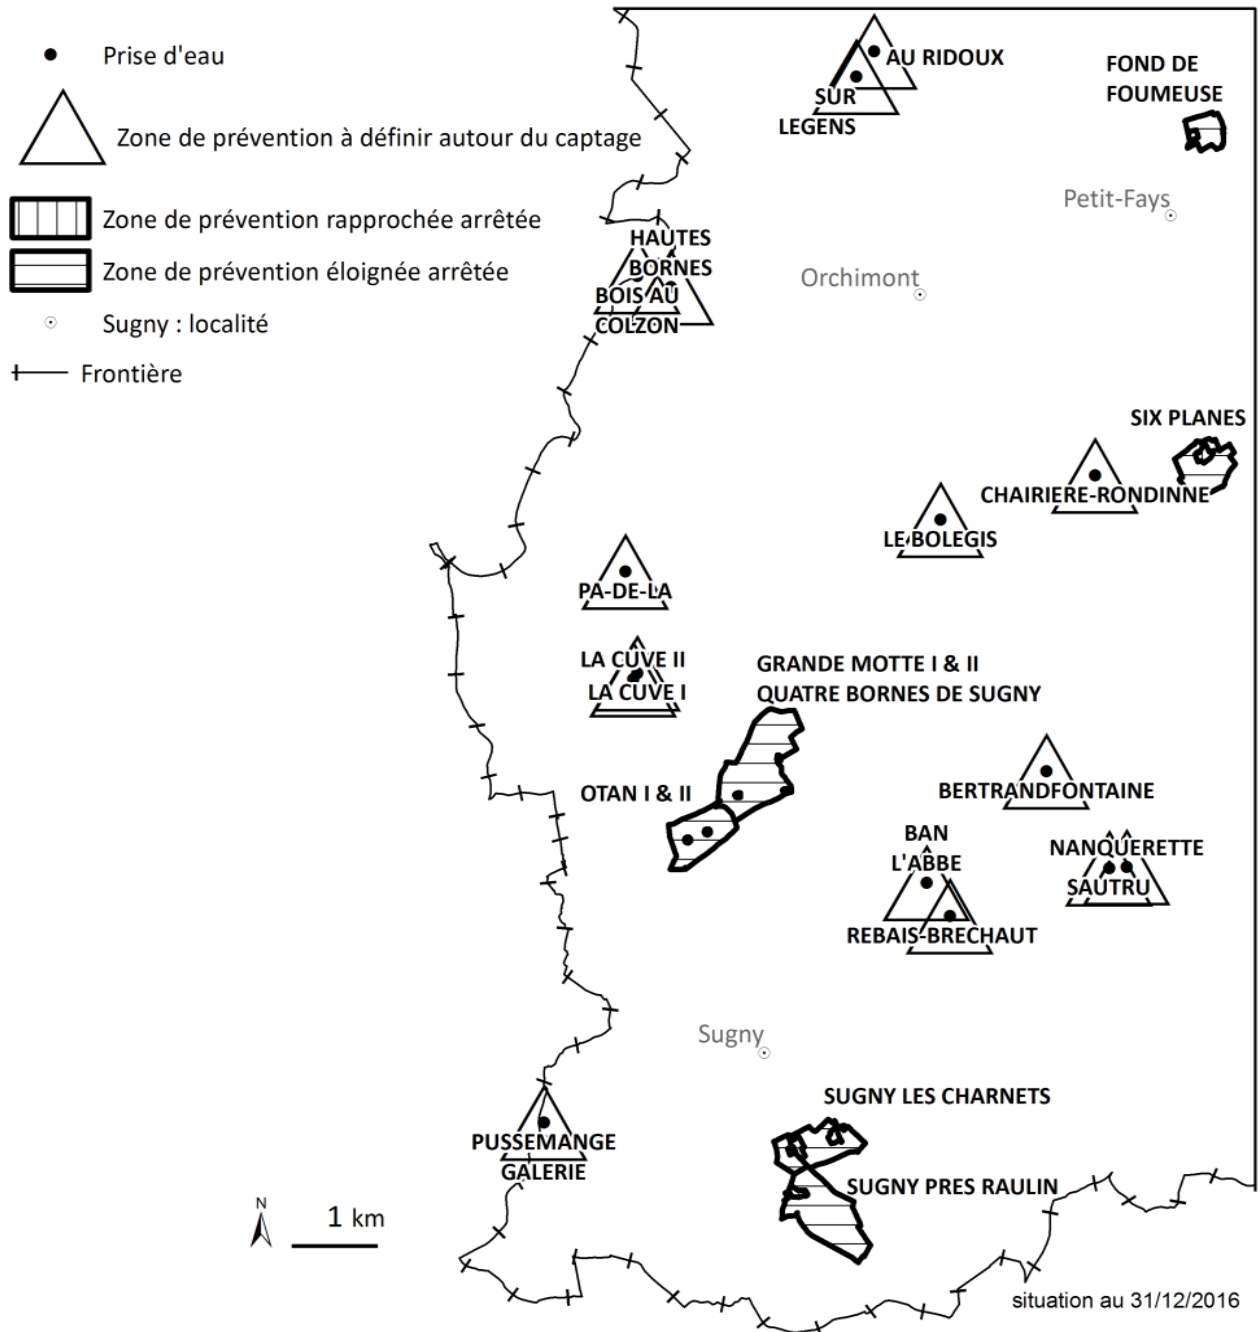 Prise d'eau
Zone de prévention à définir autour du captage
Zone de prévention rapprochée arrêtée
Zone de prévention éloignée arrêtée
Sugny : localité
Frontière
AU RIDOUX
SUR
LEGENS
FOND DE
FOUMEUSE
Petit-Fays
HAUTES
BORNES
BOIS AU
COLZON
Orchimont
SIX PLANES
CHAIRIERE-RONDINNE
LE BOLEGIS
PA-DE-LA
LA CUVE II
LA CUVE I
GRANDE MOTTE I & II
QUATRE BORNES DE SUGNY
OTAN I & II
BERTRANDFONTAINE
BAN
L'ABBE
NANQUERETTE
SAUTRU
REBAIS-BRECHAUT
Sugny
SUGNY LES CHARNETS
PUSSEMANGE
GALERIE
SUGNY PRES RAULIN
N
1 km
situation au 31/12/2016